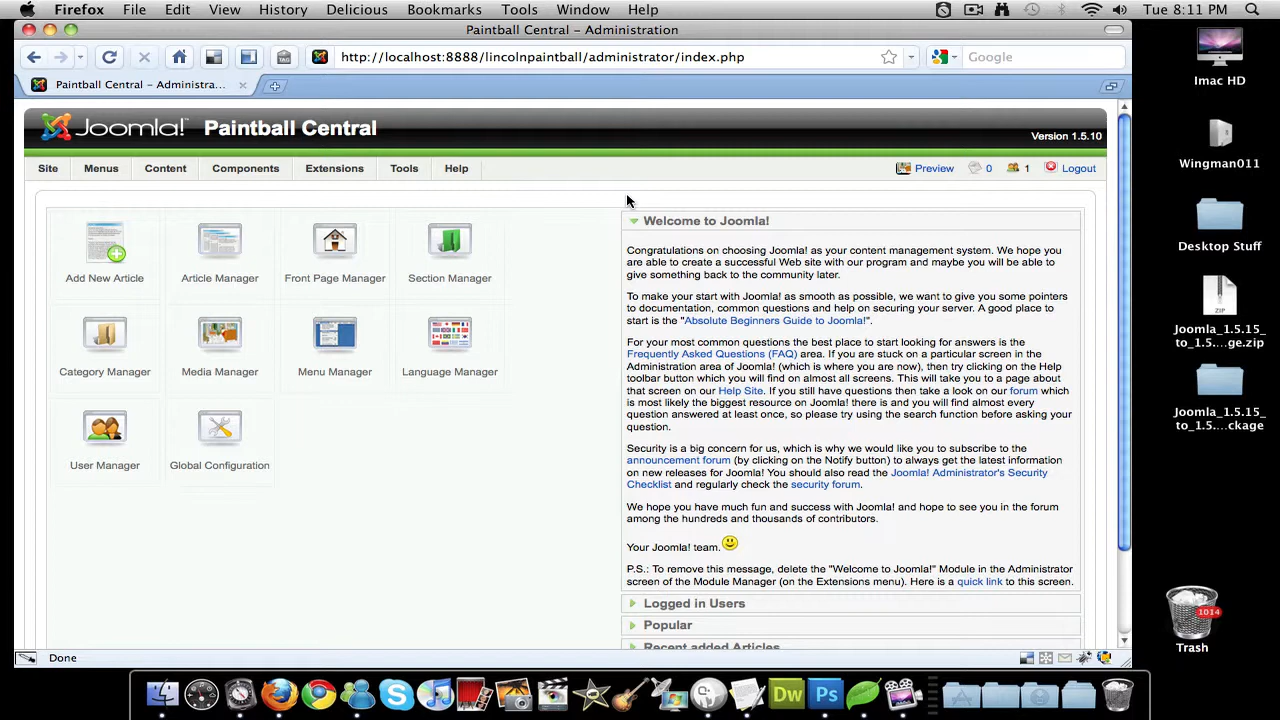 Firefox File Edit View History Delicious Bookmarks Tools Window Help Tue 8:11 PM
Paintball Central – Administration
http://localhost:8888/lincolnpaintball/administrator/index.php
Google
Paintball Central – Administra...
Joomla!™ Paintball Central
Version 1.5.10
Site Menus Content Components Extensions Tools Help Preview 0 1 Logout
Add New Article Article Manager Front Page Manager Section Manager
Category Manager Media Manager Menu Manager Language Manager
User Manager Global Configuration
Welcome to Joomla!
Congratulations on choosing Joomla! as your content management system. We hope you
are able to create a successful Web site with our program and maybe you will be able to
give something back to the community later.
To make your start with Joomla! as smooth as possible, we want to give you some pointers
to documentation, common questions and help on securing your server. A good place to
start is the "Absolute Beginners Guide to Joomla!".
For your most common questions the best place to start looking for answers is the
Frequently Asked Questions (FAQ) area. If you are stuck on a particular screen in the
Administration area of Joomla! (which is where you are now), then try clicking on the Help
toolbar button which you will find on almost all screens. This will take you to a page about
that screen on our Help Site. If you still have questions then take a look on our forum which
is most likely the biggest resource on Joomla! there is and you will find almost every
question answered at least once, so please try using the search function before asking your
question.
Security is a big concern for us, which is why we would like you to subscribe to the
announcement forum (by clicking on the Notify button) to always get the latest information
on new releases for Joomla! You should also read the Joomla! Administrator's Security
Checklist and regularly check the security forum.
We hope you have much fun and success with Joomla! and hope to see you in the forum
among the hundreds and thousands of contributors.
Your Joomla! team.
P.S.: To remove this message, delete the "Welcome to Joomla!" Module in the Administrator
screen of the Module Manager (on the Extensions menu). Here is a quick link to this screen.
Logged in Users
Popular
Recent added Articles
Done
Imac HD
Wingman011
Desktop Stuff
ZIP
Joomla_1.5.15_
to_1.5....ge.zip
Joomla_1.5.15_
to_1.5....ckage
1014
Trash
Dw Ps